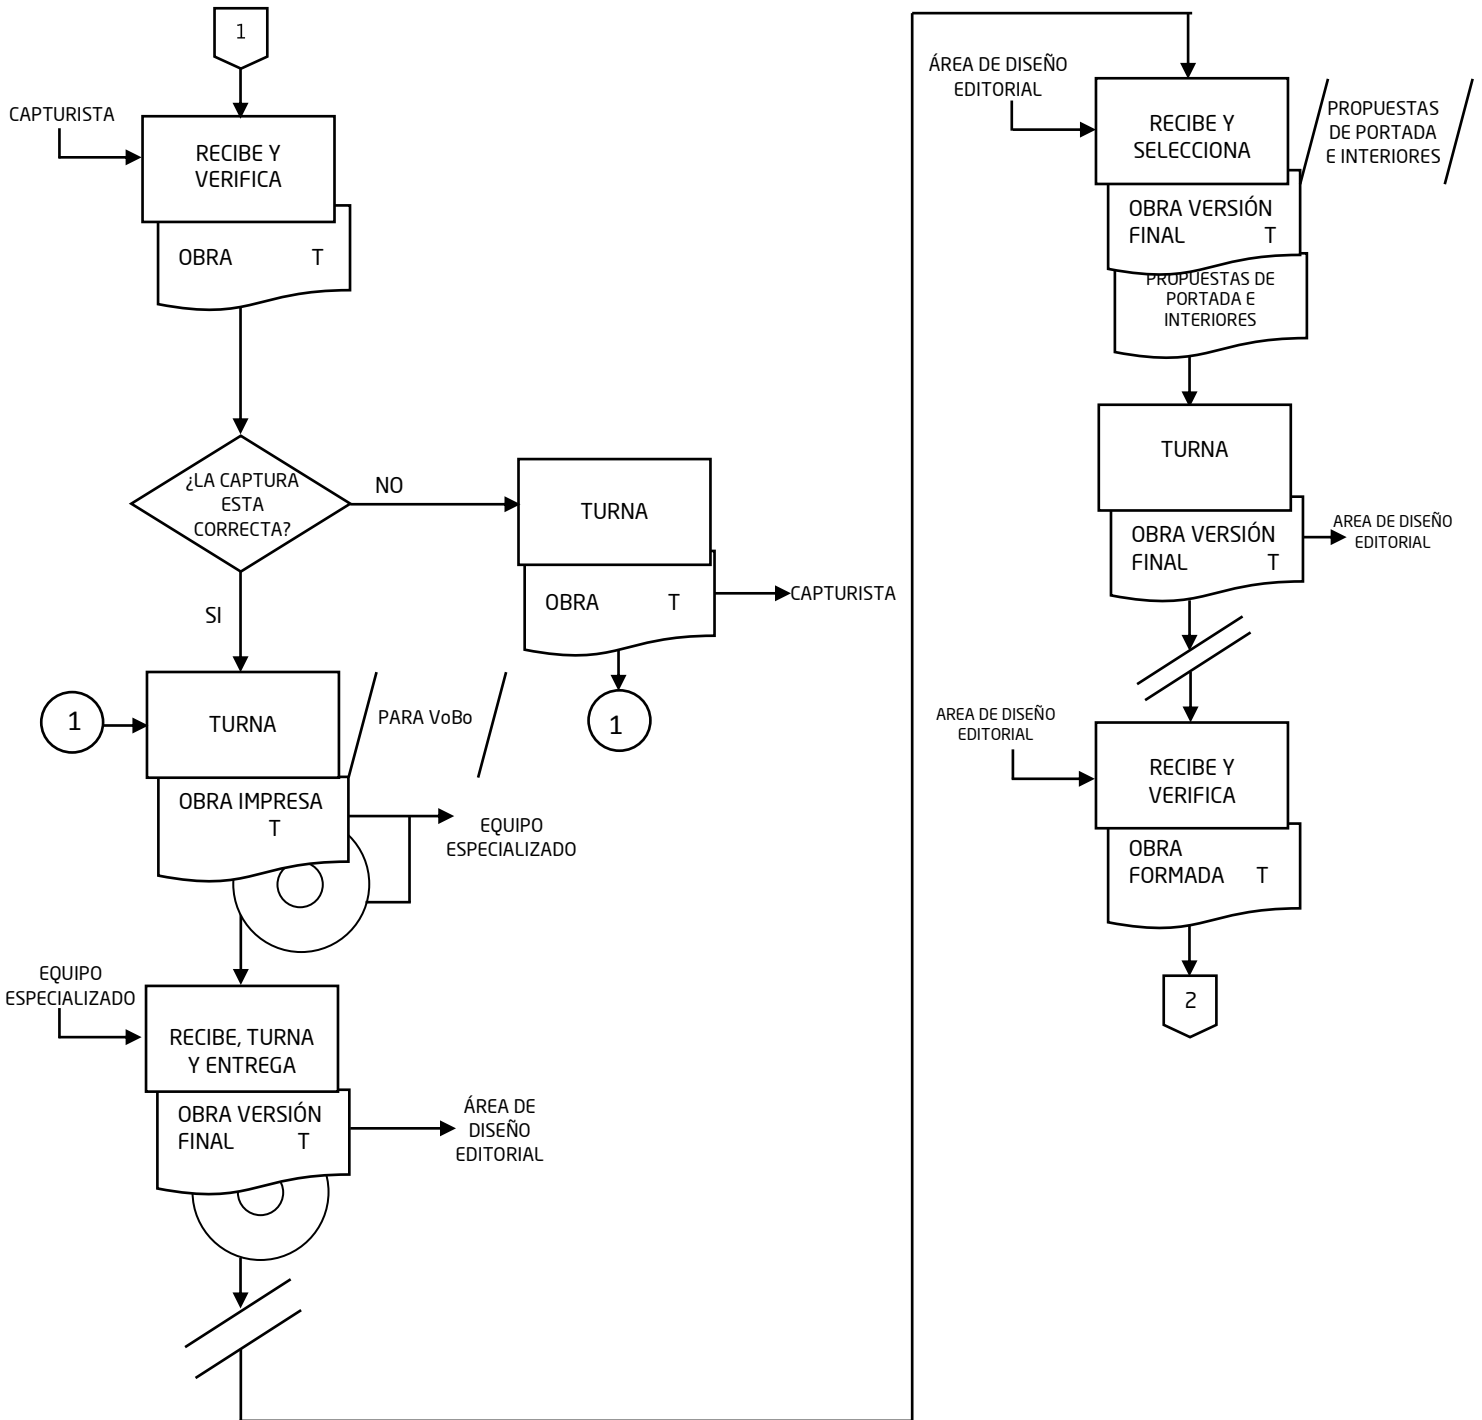 1
CAPTURISTA
RECIBE Y
VERIFICA
OBRA T
¿LA CAPTURA
ESTA
CORRECTA?
NO
TURNA
OBRA T
CAPTURISTA
1
SI
1
TURNA
PARA VoBo
OBRA IMPRESA
T
EQUIPO
ESPECIALIZADO
EQUIPO
ESPECIALIZADO
RECIBE, TURNA
Y ENTREGA
OBRA VERSIÓN
FINAL T
ÁREA DE
DISEÑO
EDITORIAL
ÁREA DE DISEÑO
EDITORIAL
RECIBE Y
SELECCIONA
PROPUESTAS
DE PORTADA
E INTERIORES
OBRA VERSIÓN
FINAL T
PROPUESTAS DE
PORTADA E
INTERIORES
TURNA
OBRA VERSIÓN
FINAL T
AREA DE DISEÑO
EDITORIAL
AREA DE DISEÑO
EDITORIAL
RECIBE Y
VERIFICA
OBRA
FORMADA T
2